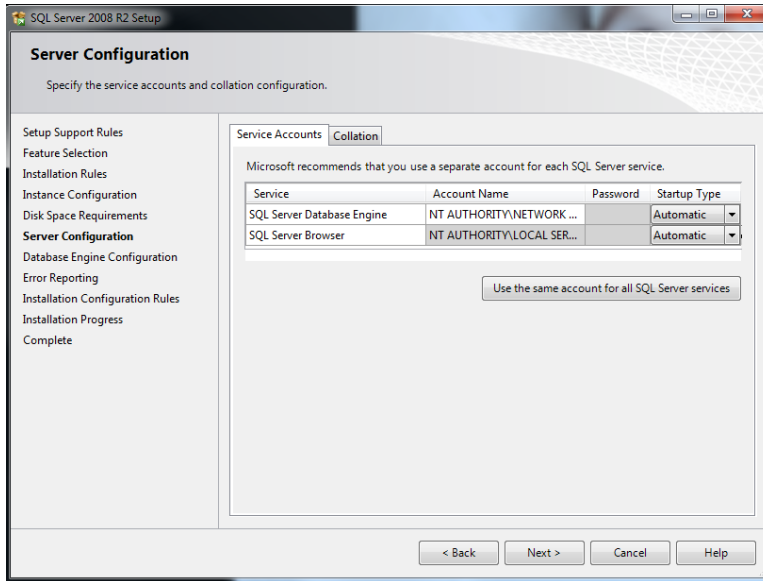 SQL Server 2008 R2 Setup
Server Configuration
Specify the service accounts and collation configuration.
Setup Support Rules
Feature Selection
Installation Rules
Instance Configuration
Disk Space Requirements
Server Configuration
Database Engine Configuration
Error Reporting
Installation Configuration Rules
Installation Progress
Complete
Service Accounts Collation
Microsoft recommends that you use a separate account for each SQL Server service.
Service Account Name Password Startup Type
SQL Server Database Engine NT AUTHORITY\NETWORK ... Automatic
SQL Server Browser NT AUTHORITY\LOCAL SER... Automatic
Use the same account for all SQL Server services
< Back Next > Cancel Help